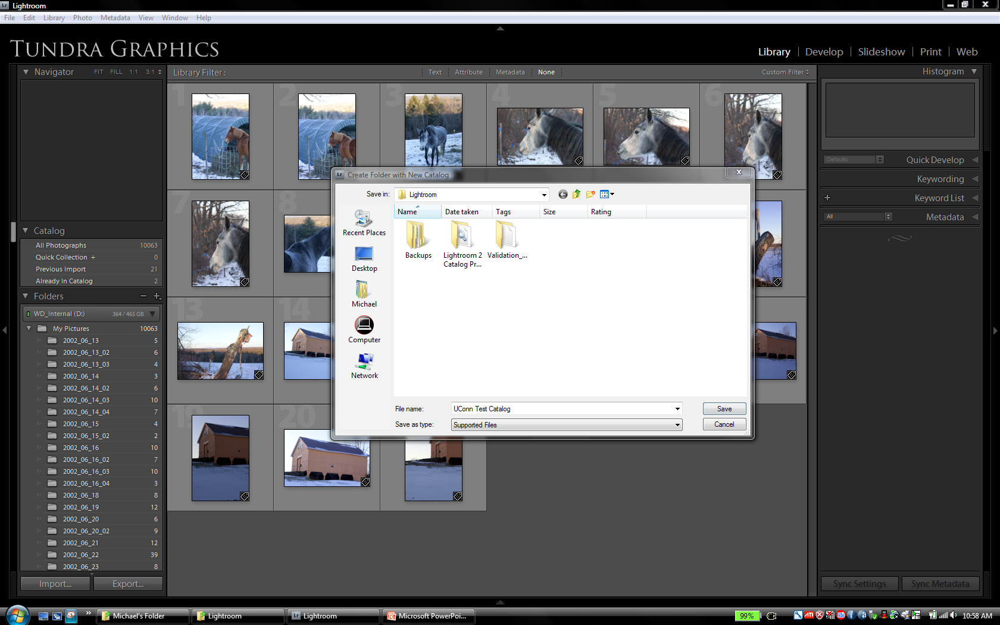 Lr Lightroom
File Edit Library Photo Metadata View Window Help
TUNDRA GRAPHICS
Library | Develop | Slideshow | Print | Web
Navigator FIT FILL 1:1 3:1
Library Filter : Text Attribute Metadata None Custom Filter
Histogram
1 2 3 4 5 6
Defaults Quick Develop
Keywording
+ Keyword List
All Metadata
7 8
13 14
19 20
Catalog
All Photographs 10063
Quick Collection + 0
Previous Import 21
Already In Catalog 2
Folders
WD_Internal (D:) 364 / 465 GB
My Pictures 10063
2002_06_13 5
2002_06_13_02 6
2002_06_13_03 4
2002_06_14 3
2002_06_14_02 6
2002_06_14_03 10
2002_06_14_04 7
2002_06_15 4
2002_06_15_02 2
2002_06_16 10
2002_06_16_02 7
2002_06_16_03 10
2002_06_16_04 3
2002_06_18 8
2002_06_19 12
2002_06_20 6
2002_06_20_02 9
2002_06_21 12
2002_06_22 39
2002_06_23 8
Import... Export...
Lr Create Folder with New Catalog
Save in: Lightroom
Name Date taken Tags Size Rating
Recent Places
Desktop
Michael
Computer
Network
Backups
Lightroom 2
Catalog Pr...
Validation_...
File name: UConn Test Catalog Save
Save as type: Supported Files Cancel
Sync Settings Sync Metadata
Michael's Folder
Lightroom
Lr Lightroom
Microsoft PowerPoi...
99%
ATI
10:58 AM